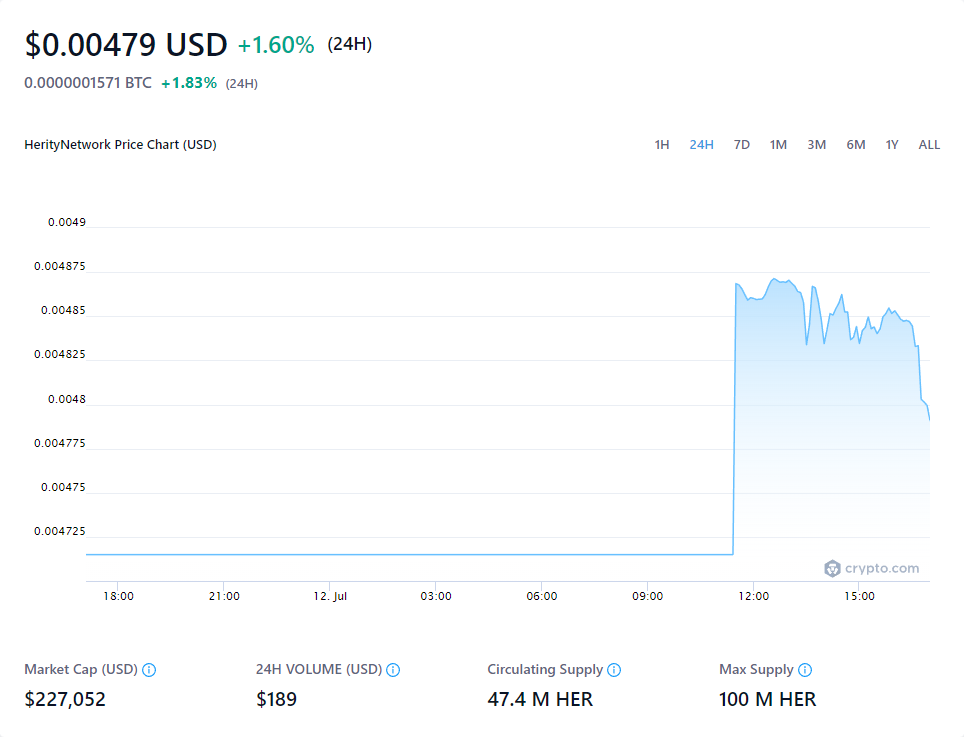 $0.00479 USD +1.60% (24H)
0.0000001571 BTC +1.83% (24H)
HerityNetwork Price Chart (USD) 1H 24H 7D 1M 3M 6M 1Y ALL
0.0049
0.004875
0.00485
0.004825
0.0048
0.004775
0.00475
0.004725
crypto.com
18:00 21:00 12. Jul 03:00 06:00 09:00 12:00 15:00
Market Cap (USD) 24H VOLUME (USD) Circulating Supply Max Supply
$227,052 $189 47.4 M HER 100 M HER